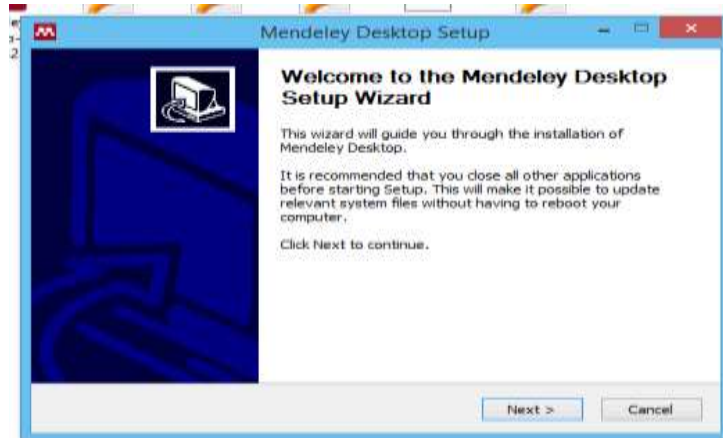 Mendeley Desktop Setup
Welcome to the Mendeley Desktop
Setup Wizard
This wizard will guide you through the installation of
Mendeley Desktop.
It is recommended that you close all other applications
before starting Setup. This will make it possible to update
relevant system files without having to reboot your
computer.
Click Next to continue.
Next >
Cancel